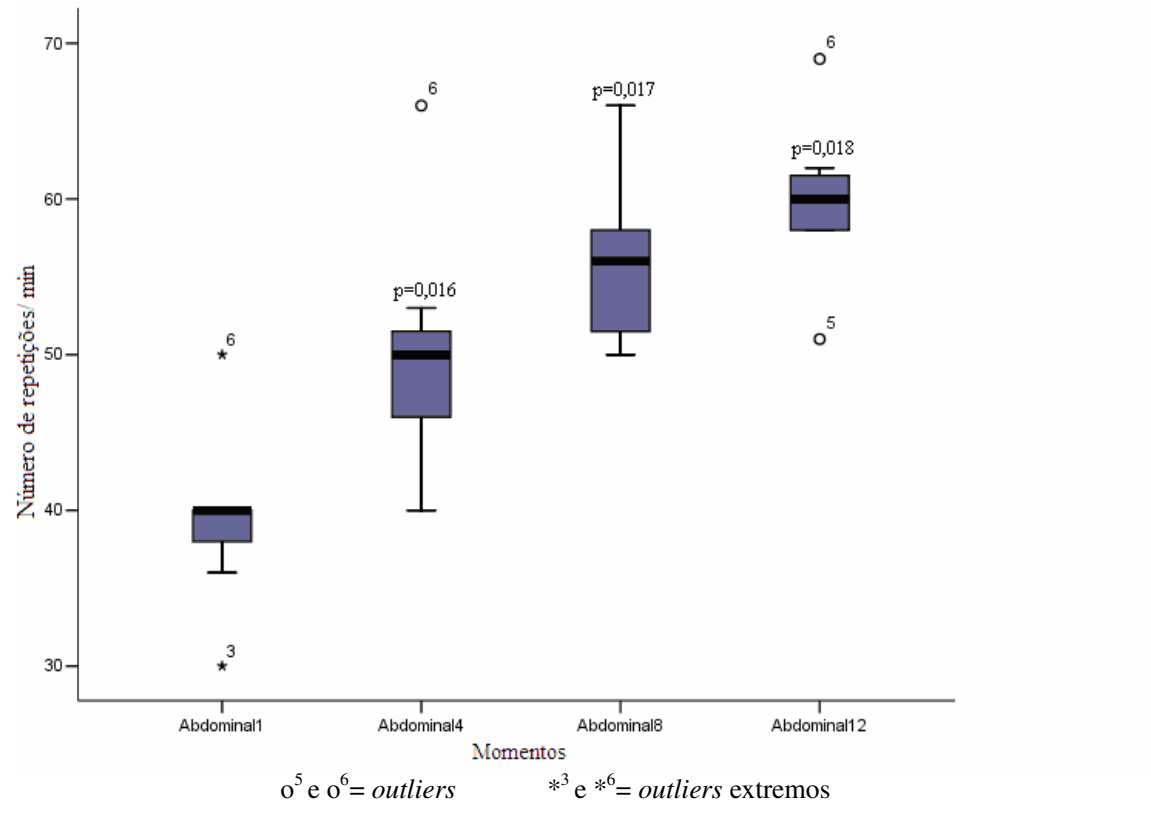 70
6
6
p=0,017
p=0,018
60
p=0,016
5
6
50
40
3
30
Número de repetições/ min
Abdominal1
Abdominal4
Abdominal8
Abdominal12
Momentos
o5 e o6= outliers
*3 e *6= outliers extremos